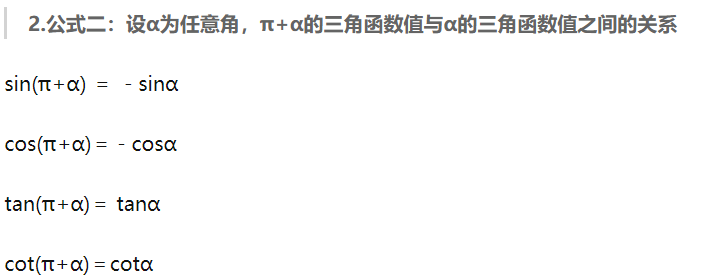 2.公式二：设α为任意角，π+α的三角函数值与α的三角函数值之间的关系
sin(π+α) = -sinα
cos(π+α)= -cosα
tan(π+α)= tanα
cot(π+α)=cotα